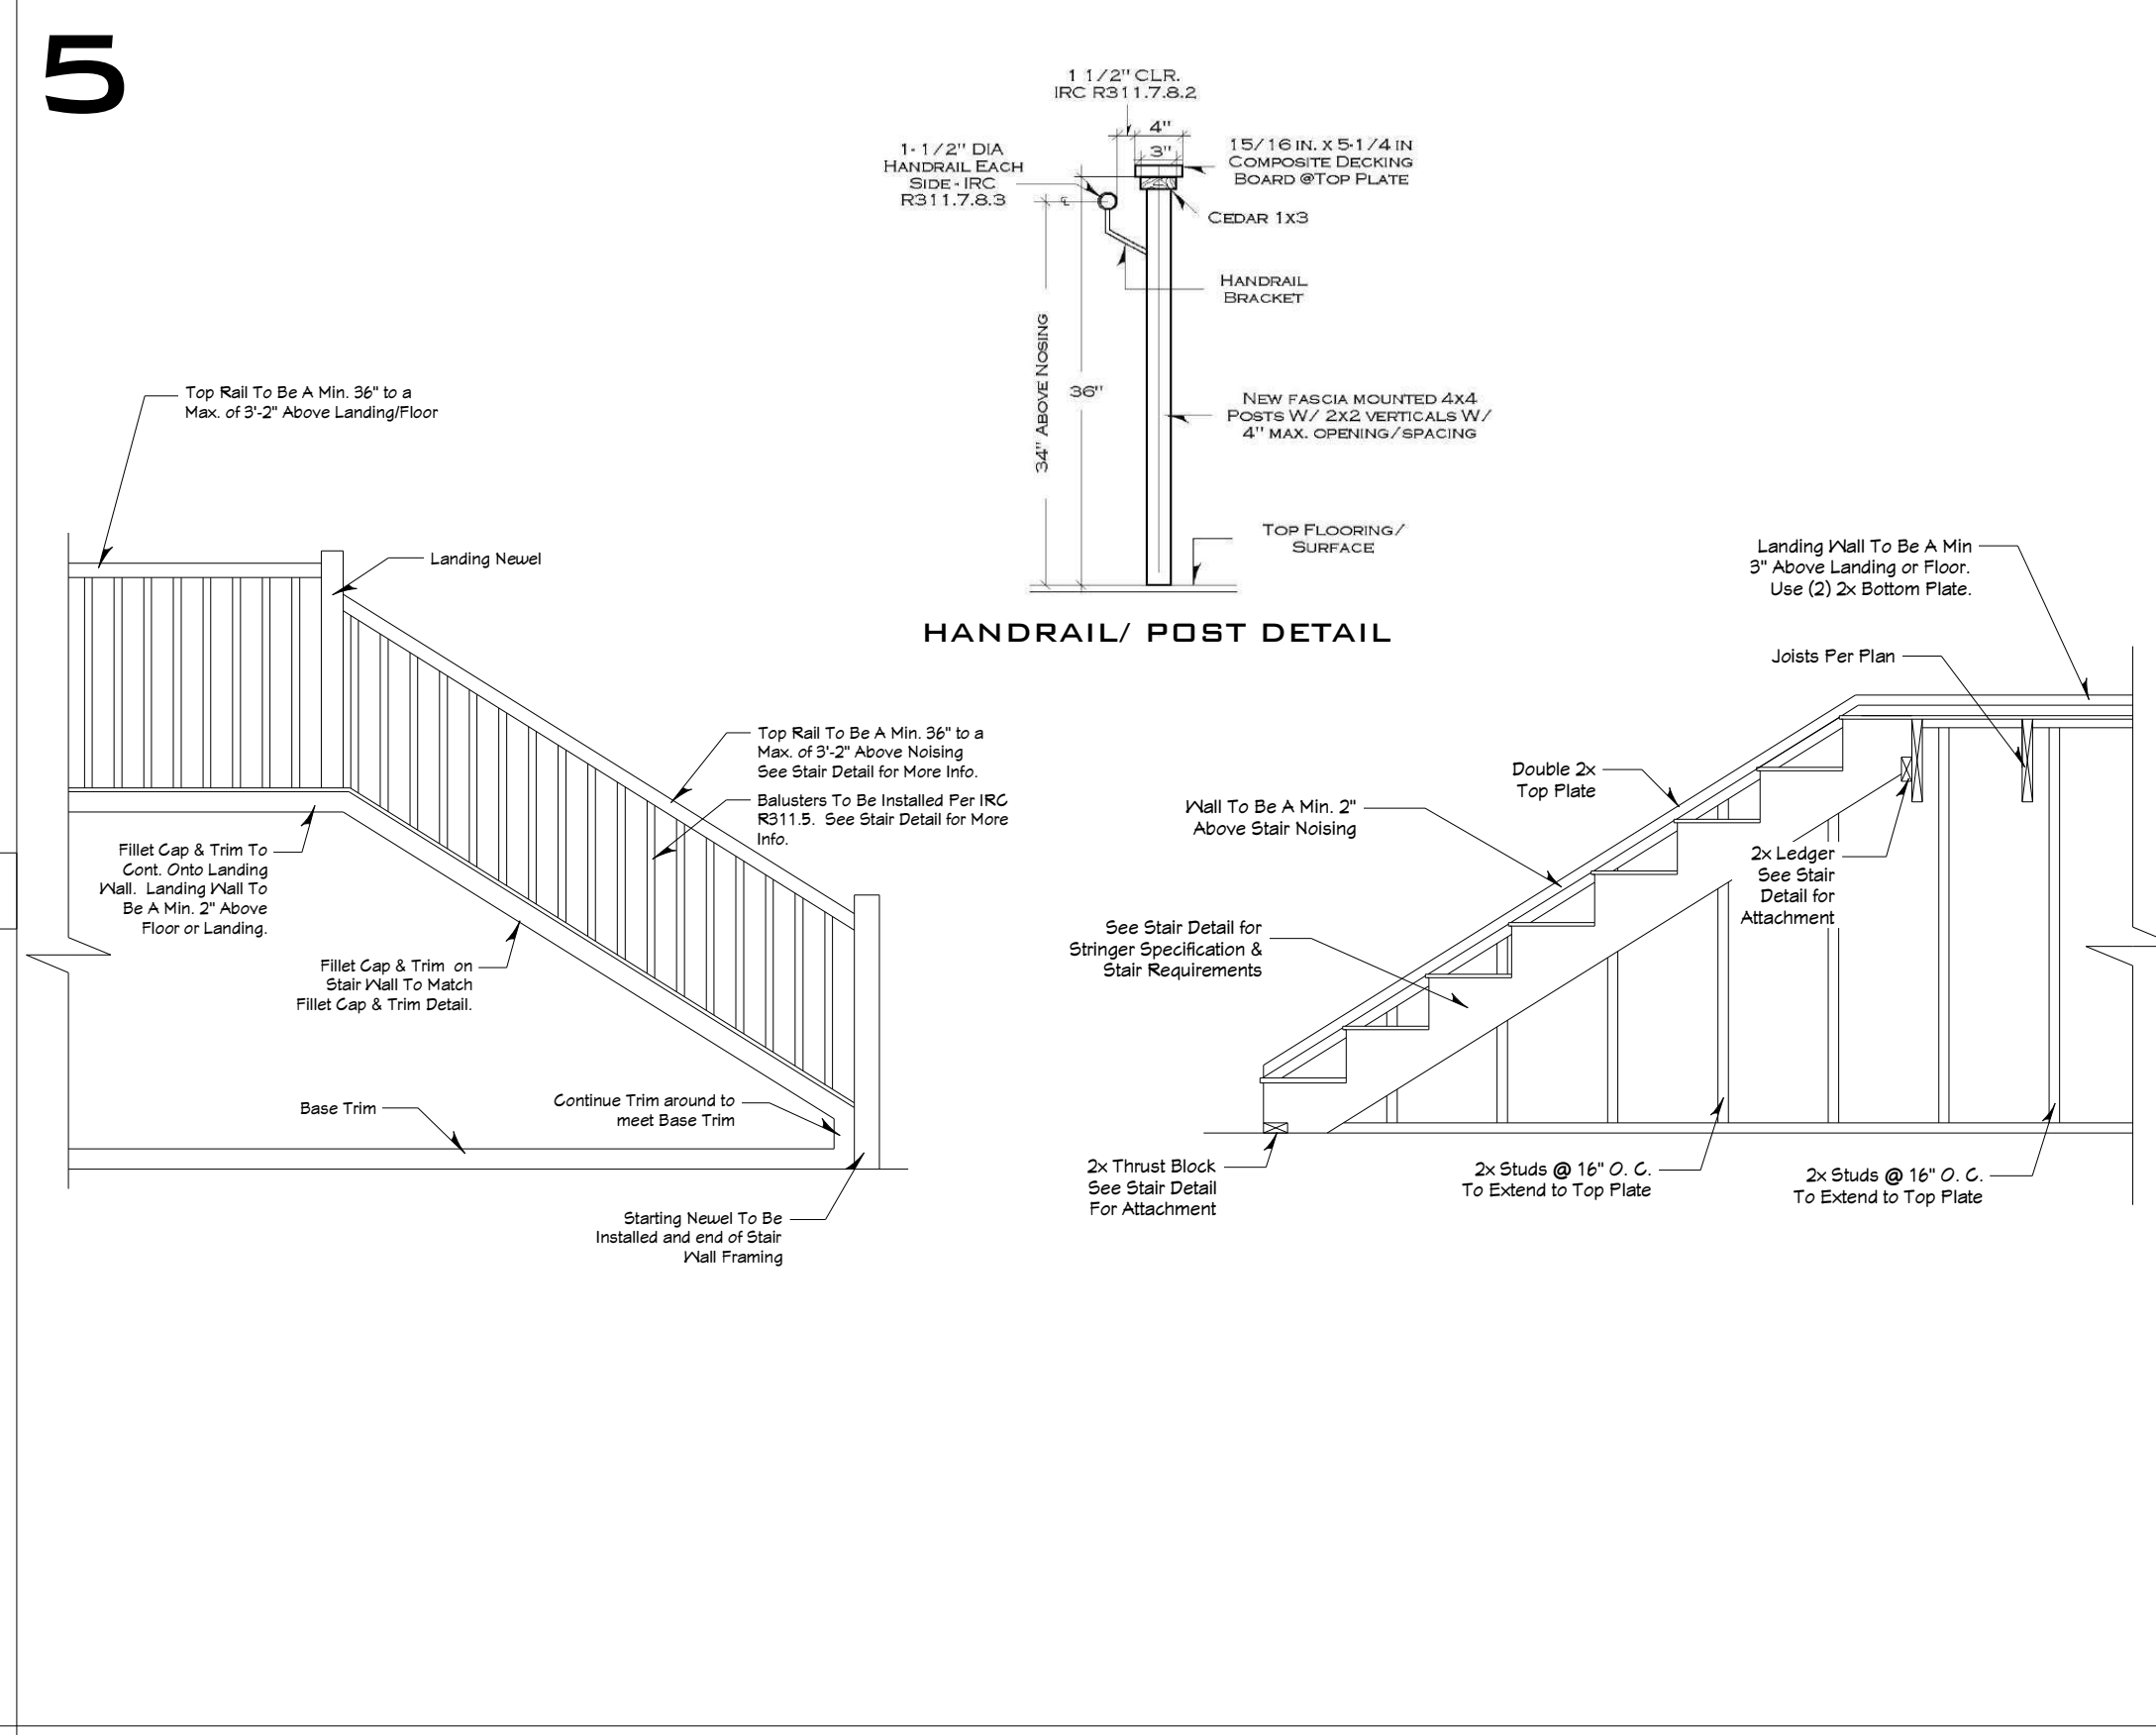 5
1 1/2" CLR.
IRC R311.7.8.2
4"
3"
1-1/2" DIA
HANDRAIL EACH
SIDE - IRC
R311.7.8.3
15/16 IN. X 5-1/4 IN
COMPOSITE DECKING
BOARD @TOP PLATE
CEDAR 1X3
HANDRAIL
BRACKET
34" ABOVE NOSING
36"
NEW FASCIA MOUNTED 4X4
POSTS W/ 2X2 VERTICALS W/
4" MAX. OPENING/SPACING
TOP FLOORING/
SURFACE
HANDRAIL/ POST DETAIL
Top Rail To Be A Min. 36" to a
Max. of 3'-2" Above Landing/Floor
Landing Newel
Top Rail To Be A Min. 36" to a
Max. of 3'-2" Above Noising
See Stair Detail for More Info.
Balusters To Be Installed Per IRC
R311.5. See Stair Detail for More
Info.
Fillet Cap & Trim To
Cont. Onto Landing
Wall. Landing Wall To
Be A Min. 2" Above
Floor or Landing.
Fillet Cap & Trim on
Stair Wall To Match
Fillet Cap & Trim Detail.
Base Trim
Continue Trim around to
meet Base Trim
Starting Newel To Be
Installed and end of Stair
Wall Framing
Landing Wall To Be A Min
3" Above Landing or Floor.
Use (2) 2x Bottom Plate.
Joists Per Plan
Double 2x
Top Plate
Wall To Be A Min. 2"
Above Stair Noising
2x Ledger
See Stair
Detail for
Attachment
See Stair Detail for
Stringer Specification &
Stair Requirements
2x Thrust Block
See Stair Detail
For Attachment
2x Studs @ 16" O. C.
To Extend to Top Plate
2x Studs @ 16" O. C.
To Extend to Top Plate